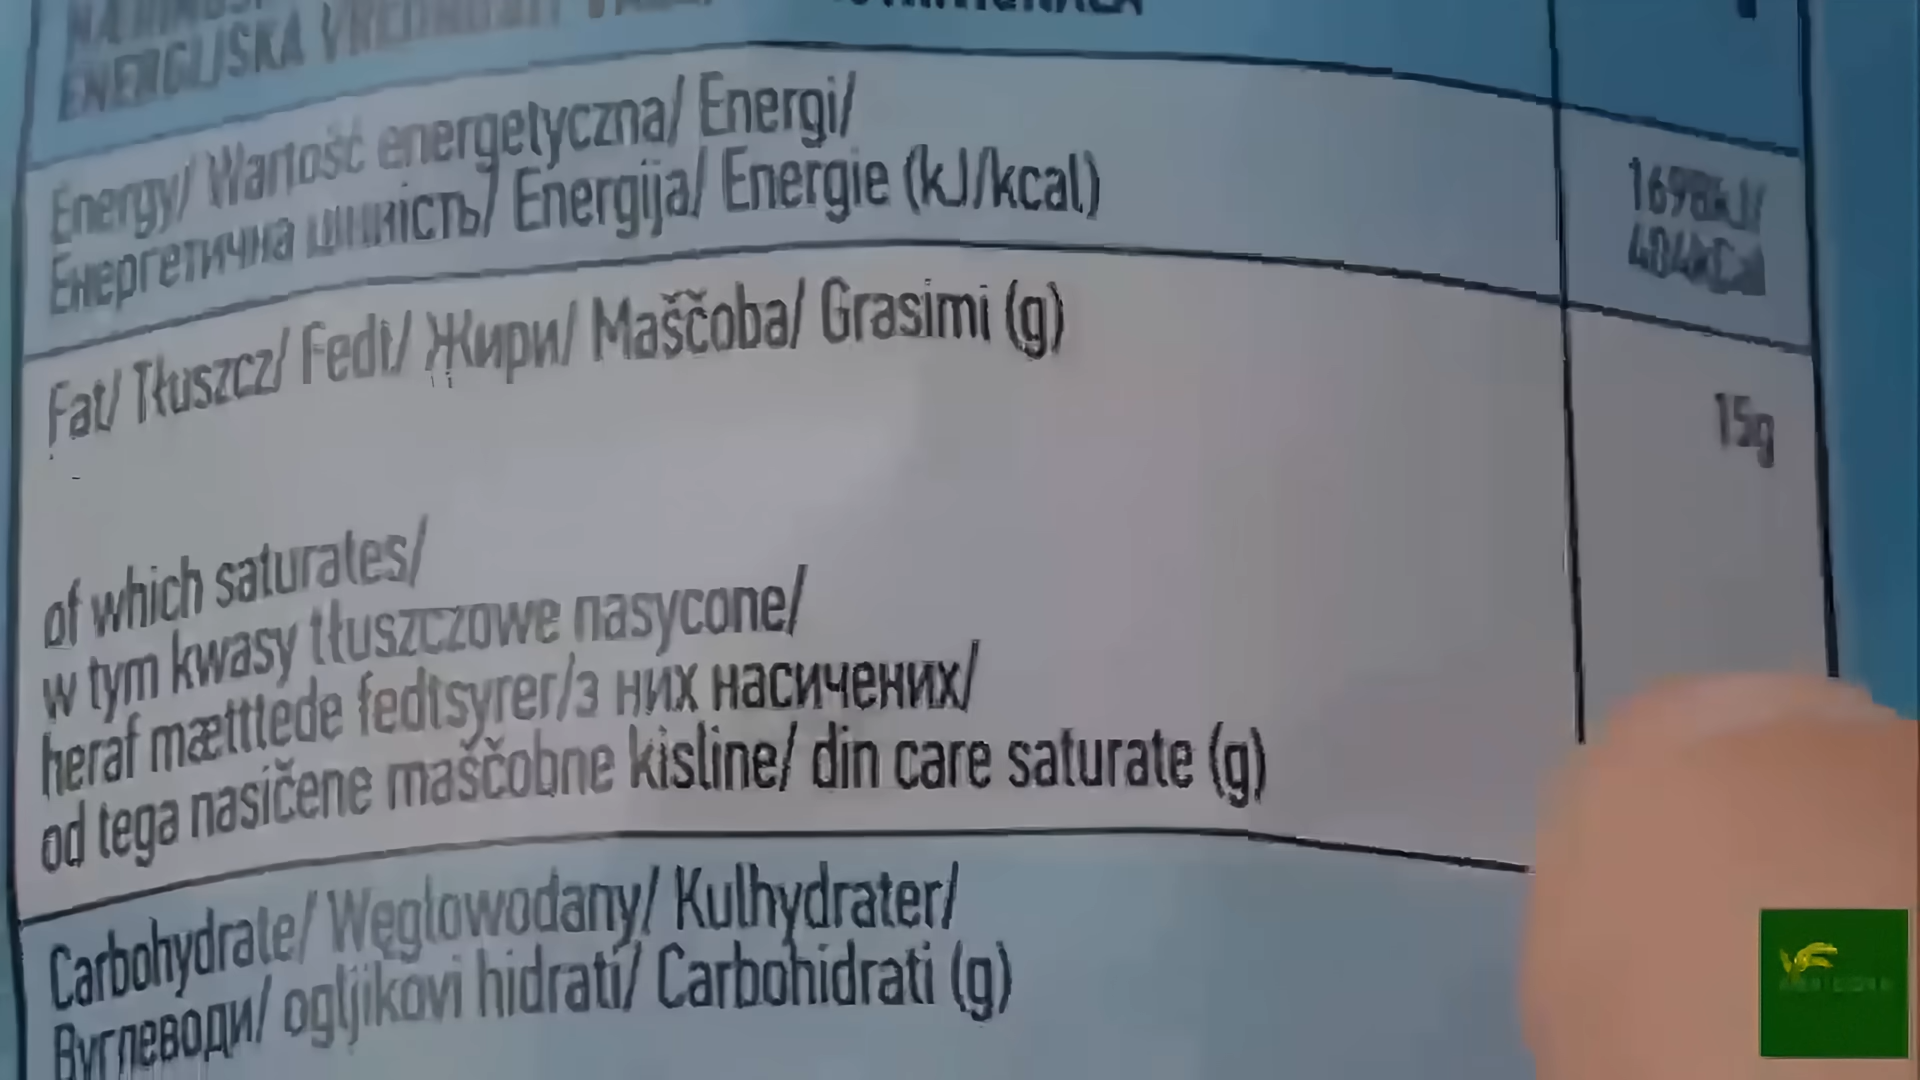 ENERGIJSKA
Energy/ Wartość energetyczna/ Energi/
Енергетична цінність/ Energija/ Energie (kJ/kcal)
1698kJ/
404kcal
Fat/ Tłuszcz/ Fedt/ Жири/ Maščoba/ Grasimi (g)
15g
of which saturates/
w tym kwasy tłuszczowe nasycone/
heraf mætttede fedtsyrer/з них насичених/
od tega nasičene maščobne kisline/ din care saturate (g)
Carbohydrate/ Węglowodany/ Kulhydrater/
Вуглеводи/ ogljikovi hidrati/ Carbohidrati (g)